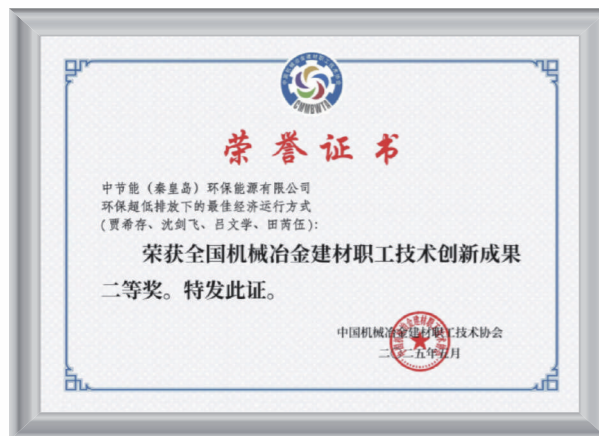 CMMBWTA
荣誉证书
中节能（秦皇岛）环保能源有限公司
环保超低排放下的最佳经济运行方式
(贾希存、沈剑飞、吕文学、田芮伍):
荣获全国机械冶金建材职工技术创新成果
二等奖。特发此证。
中国机械冶金建材职工技术协会
二〇二五年五月